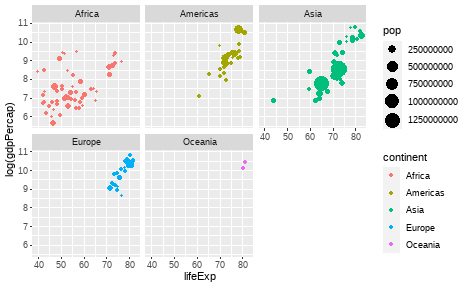 Africa Americas Asia
11
10
9
8
7
6
40 50 60 70 80
Europe Oceania
11
10
9
8
7
6
40 50 60 70 80 40 50 60 70 80
log(gdpPercap)
lifeExp
pop
250000000
500000000
750000000
1000000000
1250000000
continent
Africa
Americas
Asia
Europe
Oceania